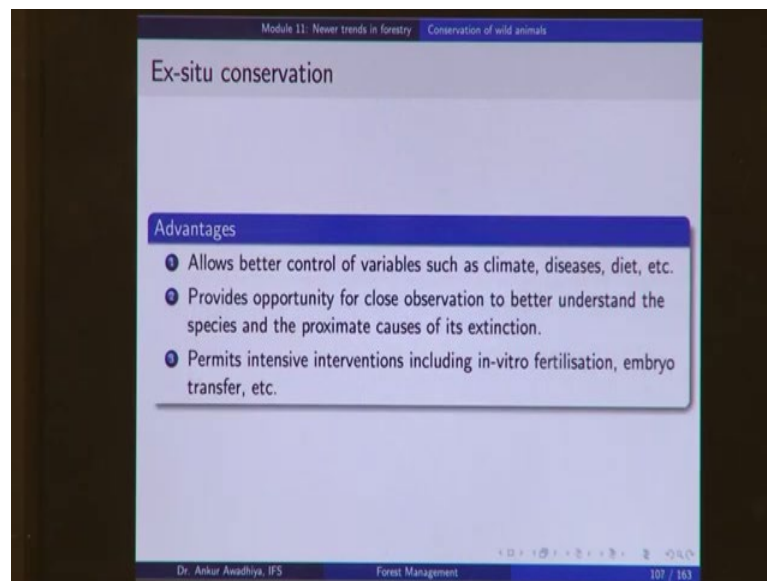 Module 11: Newer trends in forestry Conservation of wild animals
Ex-situ conservation
Advantages
1 Allows better control of variables such as climate, diseases, diet, etc.
2 Provides opportunity for close observation to better understand the
species and the proximate causes of its extinction.
3 Permits intensive interventions including in-vitro fertilisation, embryo
transfer, etc.
Dr. Ankur Awadhiya, IFS Forest Management 107 / 163